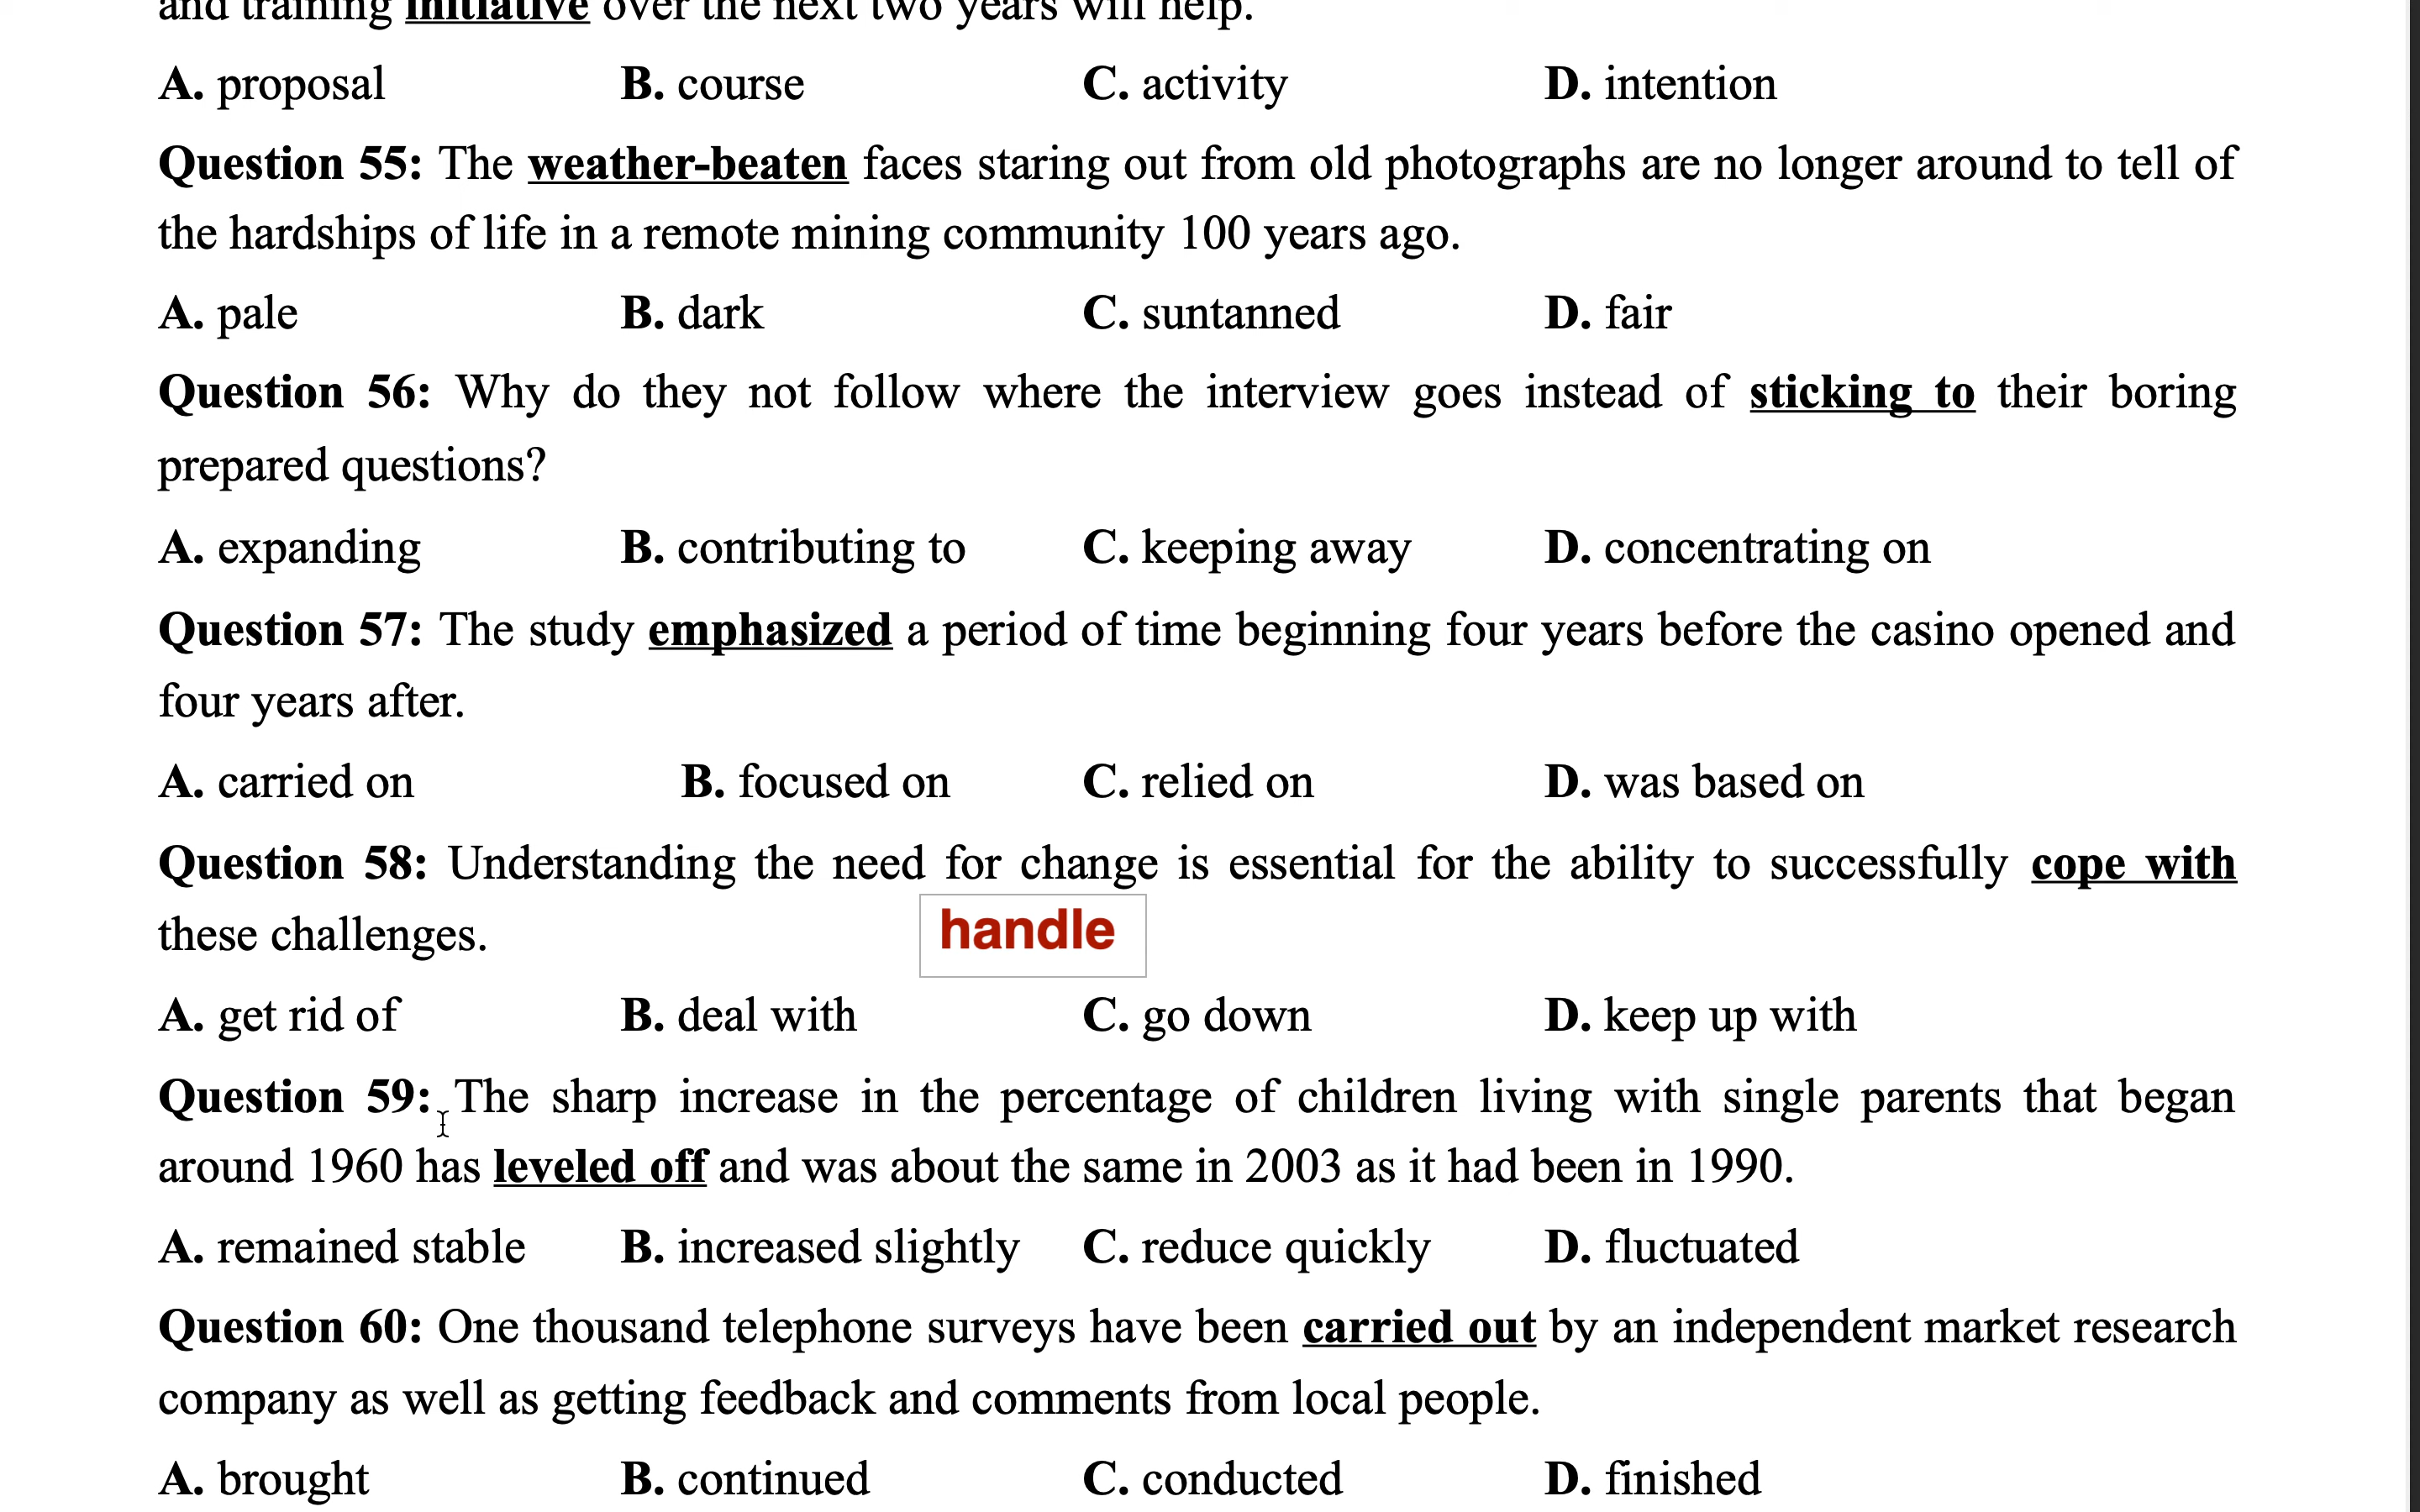 and training initiative over the next two years will help.
A. proposal B. course C. activity D. intention
Question 55: The weather-beaten faces staring out from old photographs are no longer around to tell of
the hardships of life in a remote mining community 100 years ago.
A. pale B. dark C. suntanned D. fair
Question 56: Why do they not follow where the interview goes instead of sticking to their boring
prepared questions?
A. expanding B. contributing to C. keeping away D. concentrating on
Question 57: The study emphasized a period of time beginning four years before the casino opened and
four years after.
A. carried on B. focused on C. relied on D. was based on
Question 58: Understanding the need for change is essential for the ability to successfully cope with
these challenges. handle
A. get rid of B. deal with C. go down D. keep up with
Question 59: The sharp increase in the percentage of children living with single parents that began
around 1960 has leveled off and was about the same in 2003 as it had been in 1990.
A. remained stable B. increased slightly C. reduce quickly D. fluctuated
Question 60: One thousand telephone surveys have been carried out by an independent market research
company as well as getting feedback and comments from local people.
A. brought B. continued C. conducted D. finished